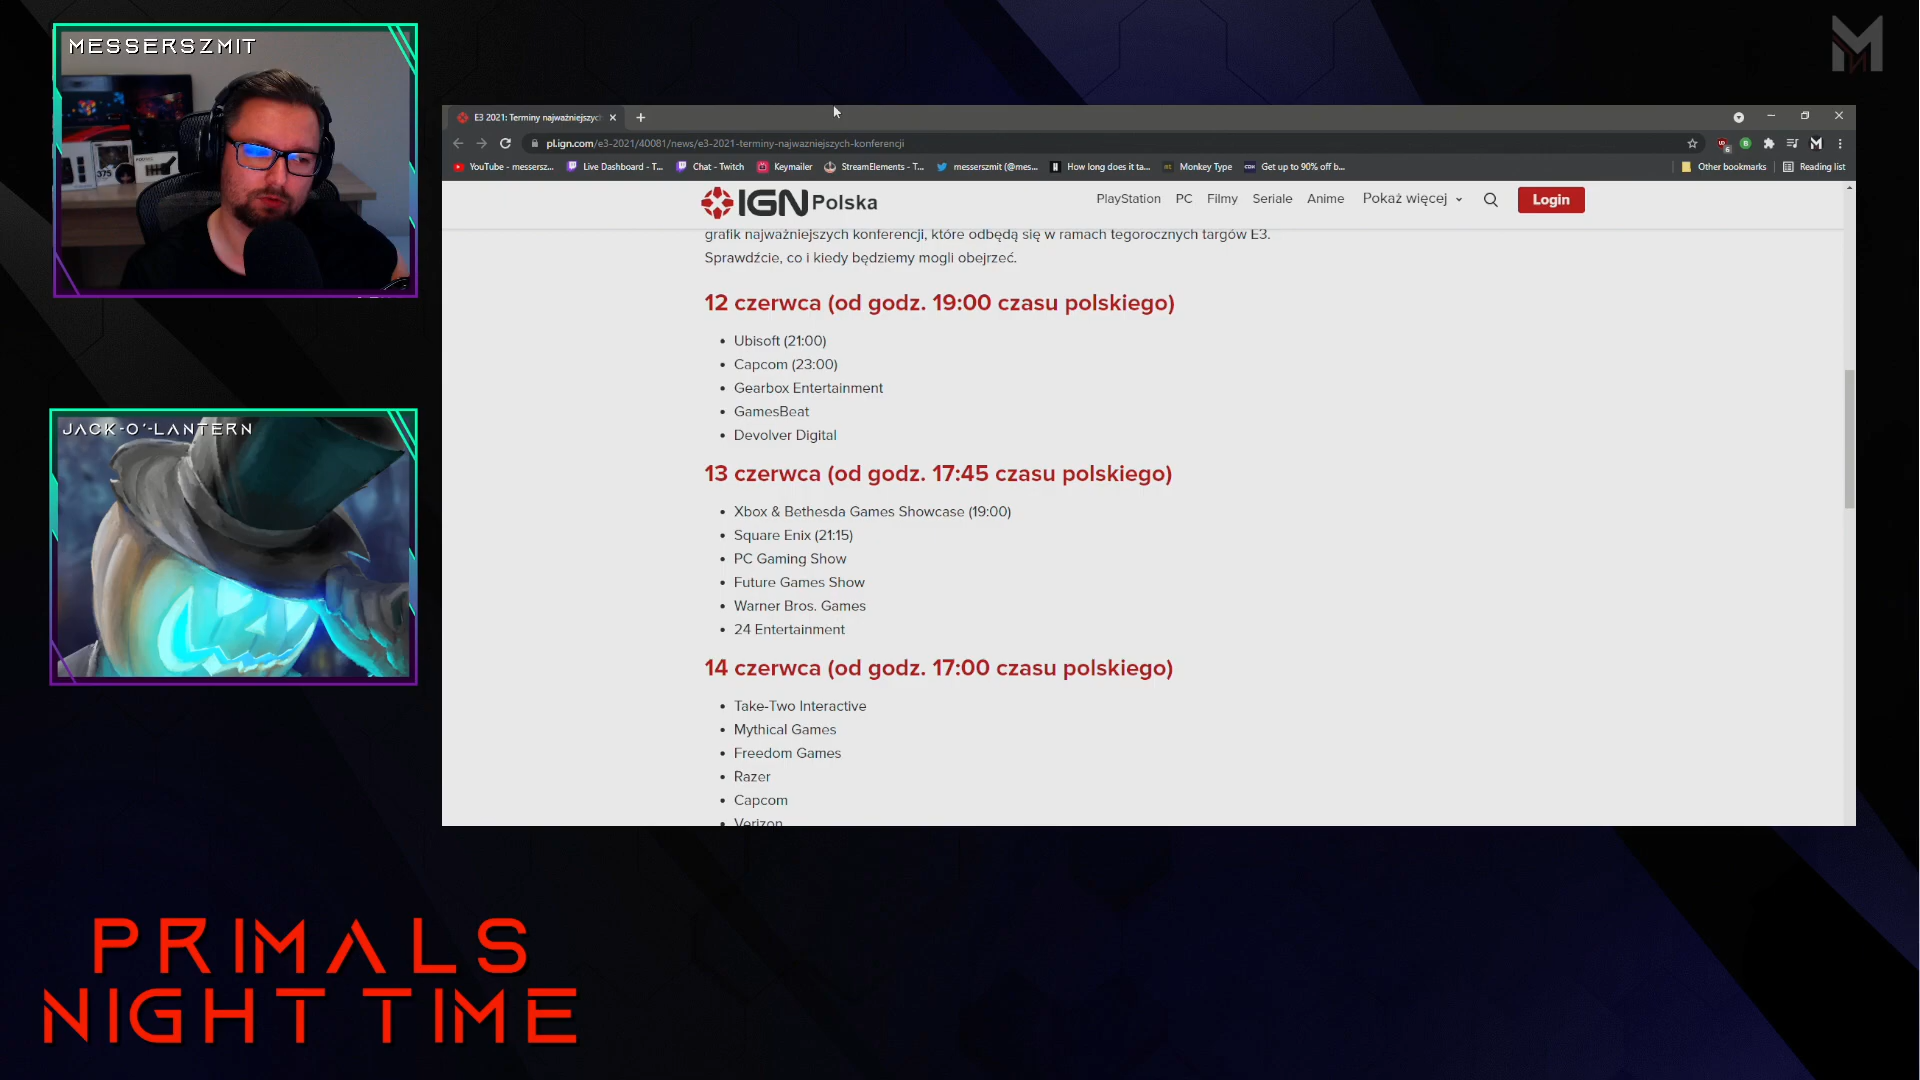 MESSERSZMIT
JACK-O'-LANTERN
PRIMALS
NIGHT TIME
E3 2021: Terminy najważniejszyc
pl.ign.com/e3-2021/40081/news/e3-2021-terminy-najwazniejszych-konferencji
YouTube - messersz... Live Dashboard - T... Chat - Twitch Keymailer StreamElements - T... messerszmit (@mes... How long does it ta... Monkey Type Get up to 90% off b... Other bookmarks Reading list
IGN Polska PlayStation PC Filmy Seriale Anime Pokaż więcej Login
grafik najważniejszych konferencji, które odbędą się w ramach tegorocznych targów E3.
Sprawdźcie, co i kiedy będziemy mogli obejrzeć.
12 czerwca (od godz. 19:00 czasu polskiego)
Ubisoft (21:00)
Capcom (23:00)
Gearbox Entertainment
GamesBeat
Devolver Digital
13 czerwca (od godz. 17:45 czasu polskiego)
Xbox & Bethesda Games Showcase (19:00)
Square Enix (21:15)
PC Gaming Show
Future Games Show
Warner Bros. Games
24 Entertainment
14 czerwca (od godz. 17:00 czasu polskiego)
Take-Two Interactive
Mythical Games
Freedom Games
Razer
Capcom
Verizon